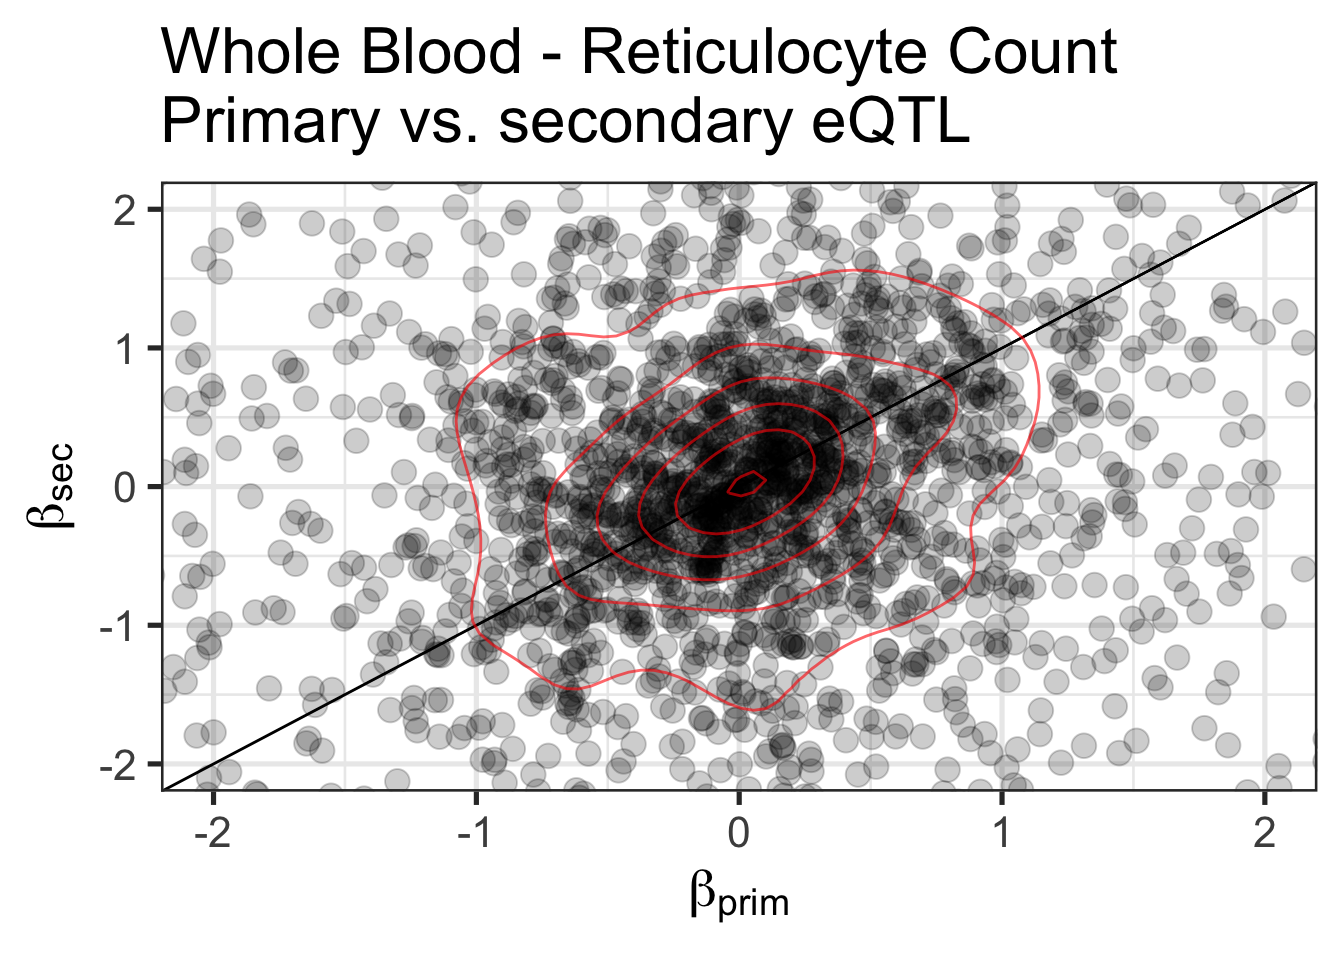 Whole Blood - Reticulocyte Count
Primary vs. secondary eQTL
2
1
0
-1
-2
βsec
-2 -1 0 1 2
βprim